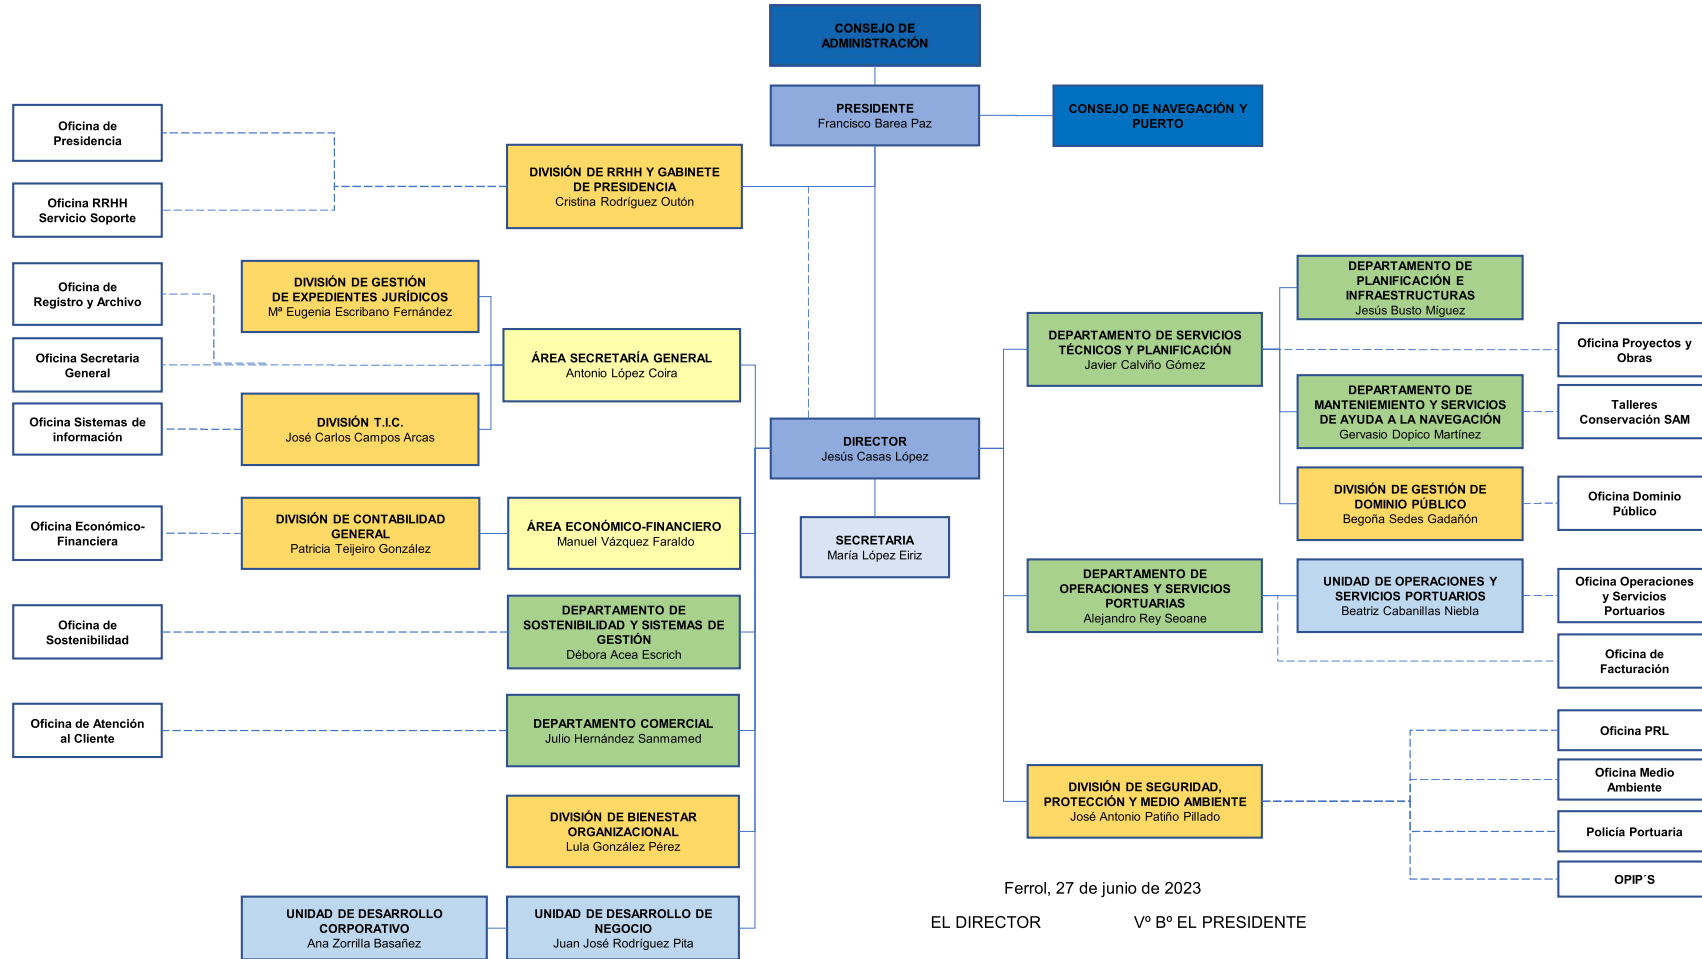 CONSEJO DE
ADMINISTRACIÓN
PRESIDENTE
Francisco Barea Paz
CONSEJO DE NAVEGACIÓN Y
PUERTO
Oficina de
Presidencia
Oficina RRHH
Servicio Soporte
DIVISIÓN DE RRHH Y GABINETE
DE PRESIDENCIA
Cristina Rodríguez Outón
Oficina de
Registro y Archivo
Oficina Secretaria
General
Oficina Sistemas de
información
DIVISIÓN DE GESTIÓN
DE EXPEDIENTES JURÍDICOS
Mª Eugenia Escribano Fernández
DIVISIÓN T.I.C.
José Carlos Campos Arcas
ÁREA SECRETARÍA GENERAL
Antonio López Coira
DIRECTOR
Jesús Casas López
SECRETARIA
María López Eiriz
Oficina Económico-
Financiera
DIVISIÓN DE CONTABILIDAD
GENERAL
Patricia Teijeiro González
ÁREA ECONÓMICO-FINANCIERO
Manuel Vázquez Faraldo
Oficina de
Sostenibilidad
DEPARTAMENTO DE
SOSTENIBILIDAD Y SISTEMAS DE
GESTIÓN
Débora Acea Escrich
Oficina de Atención
al Cliente
DEPARTAMENTO COMERCIAL
Julio Hernández Sanmamed
DIVISIÓN DE BIENESTAR
ORGANIZACIONAL
Lula González Pérez
UNIDAD DE DESARROLLO
CORPORATIVO
Ana Zorrilla Basañez
UNIDAD DE DESARROLLO DE
NEGOCIO
Juan José Rodríguez Pita
DEPARTAMENTO DE SERVICIOS
TÉCNICOS Y PLANIFICACIÓN
Javier Calviño Gómez
DEPARTAMENTO DE
PLANIFICACIÓN E
INFRAESTRUCTURAS
Jesús Busto Míguez
Oficina Proyectos y
Obras
DEPARTAMENTO DE
MANTENIEMIENTO Y SERVICIOS
DE AYUDA A LA NAVEGACIÓN
Gervasio Dopico Martínez
Talleres
Conservación SAM
DIVISIÓN DE GESTIÓN DE
DOMINIO PÚBLICO
Begoña Sedes Gadañón
Oficina Dominio
Público
DEPARTAMENTO DE
OPERACIONES Y SERVICIOS
PORTUARIAS
Alejandro Rey Seoane
UNIDAD DE OPERACIONES Y
SERVICIOS PORTUARIOS
Beatriz Cabanillas Niebla
Oficina Operaciones
y Servicios
Portuarios
Oficina de
Facturación
DIVISIÓN DE SEGURIDAD,
PROTECCIÓN Y MEDIO AMBIENTE
José Antonio Patiño Pillado
Oficina PRL
Oficina Medio
Ambiente
Policía Portuaria
OPIP´S
Ferrol, 27 de junio de 2023
EL DIRECTOR
Vº Bº EL PRESIDENTE